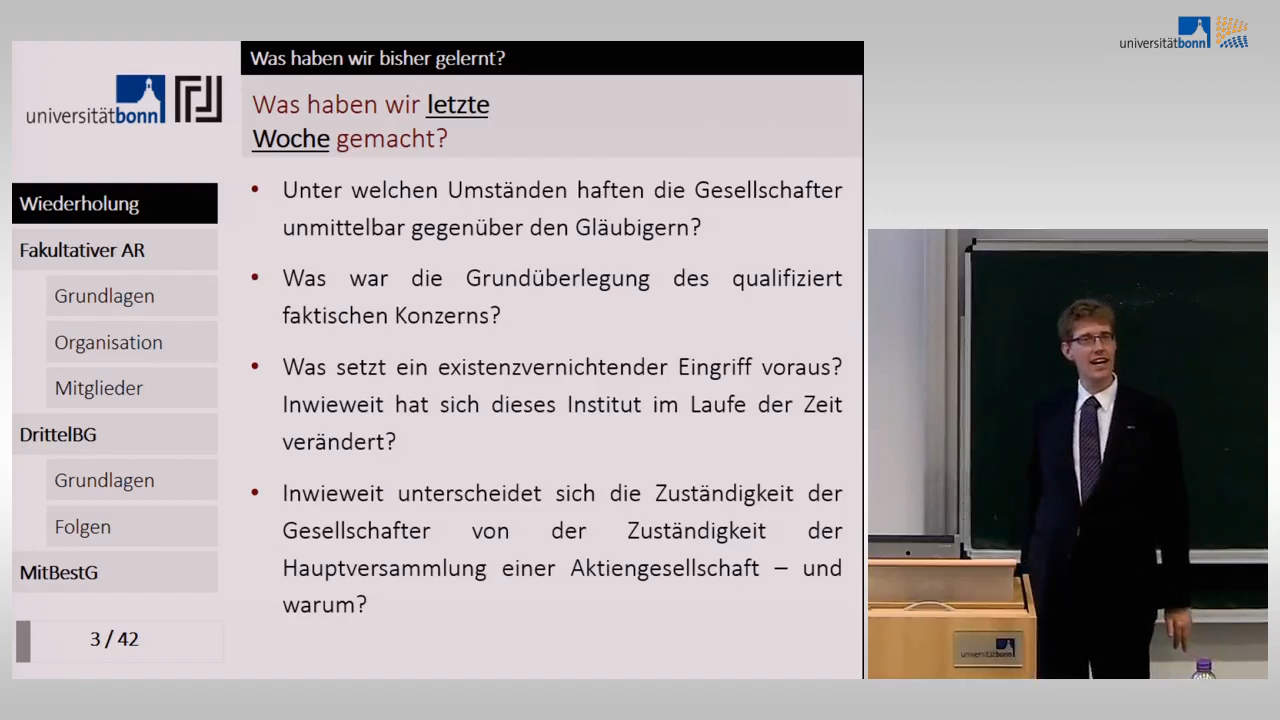 universitätbonn
Was haben wir bisher gelernt?
universitätbonn
Was haben wir letzte
Woche gemacht?
Wiederholung
Fakultativer AR
Grundlagen
Organisation
Mitglieder
DrittelBG
Grundlagen
Folgen
MitBestG
3 / 42
• Unter welchen Umständen haften die Gesellschafter
unmittelbar gegenüber den Gläubigern?
• Was war die Grundüberlegung des qualifiziert
faktischen Konzerns?
• Was setzt ein existenzvernichtender Eingriff voraus?
Inwieweit hat sich dieses Institut im Laufe der Zeit
verändert?
• Inwieweit unterscheidet sich die Zuständigkeit der
Gesellschafter von der Zuständigkeit der
Hauptversammlung einer Aktiengesellschaft – und
warum?
universitätbonn